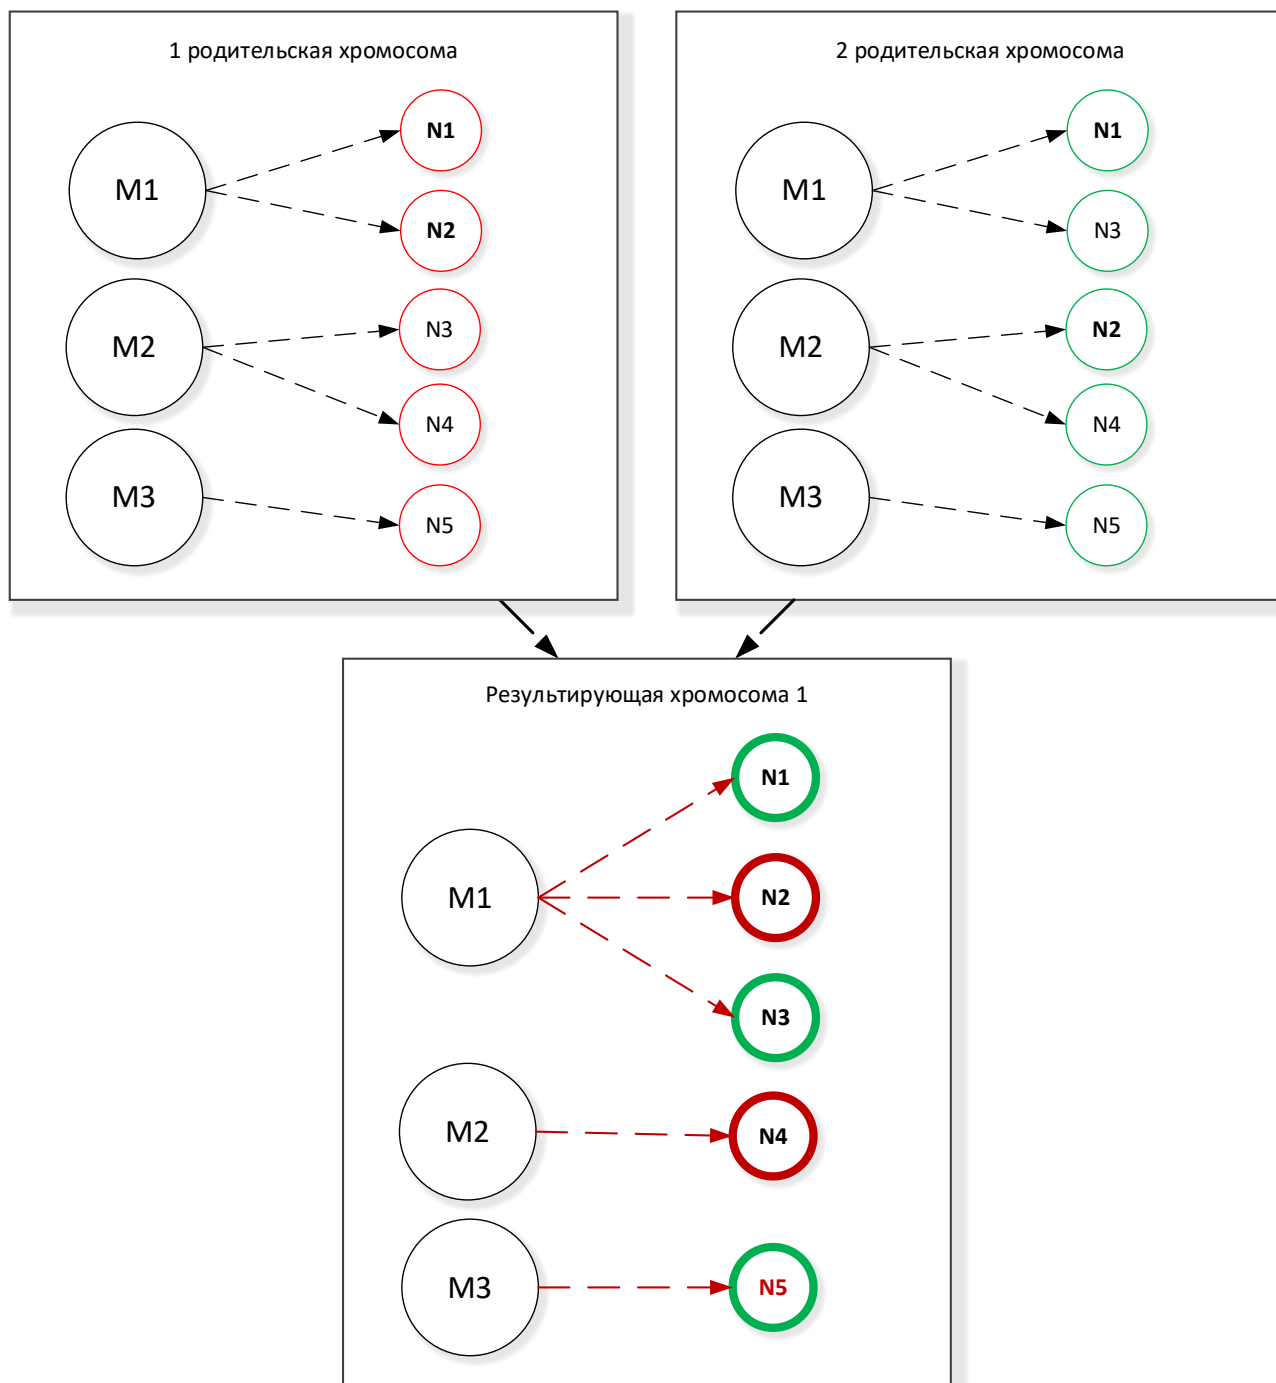 1 родительская хромосома
M1
N1
N2
M2
N3
N4
M3
N5
2 родительская хромосома
M1
N1
N3
M2
N2
N4
M3
N5
Результирующая хромосома 1
M1
N1
N2
N3
M2
N4
M3
N5